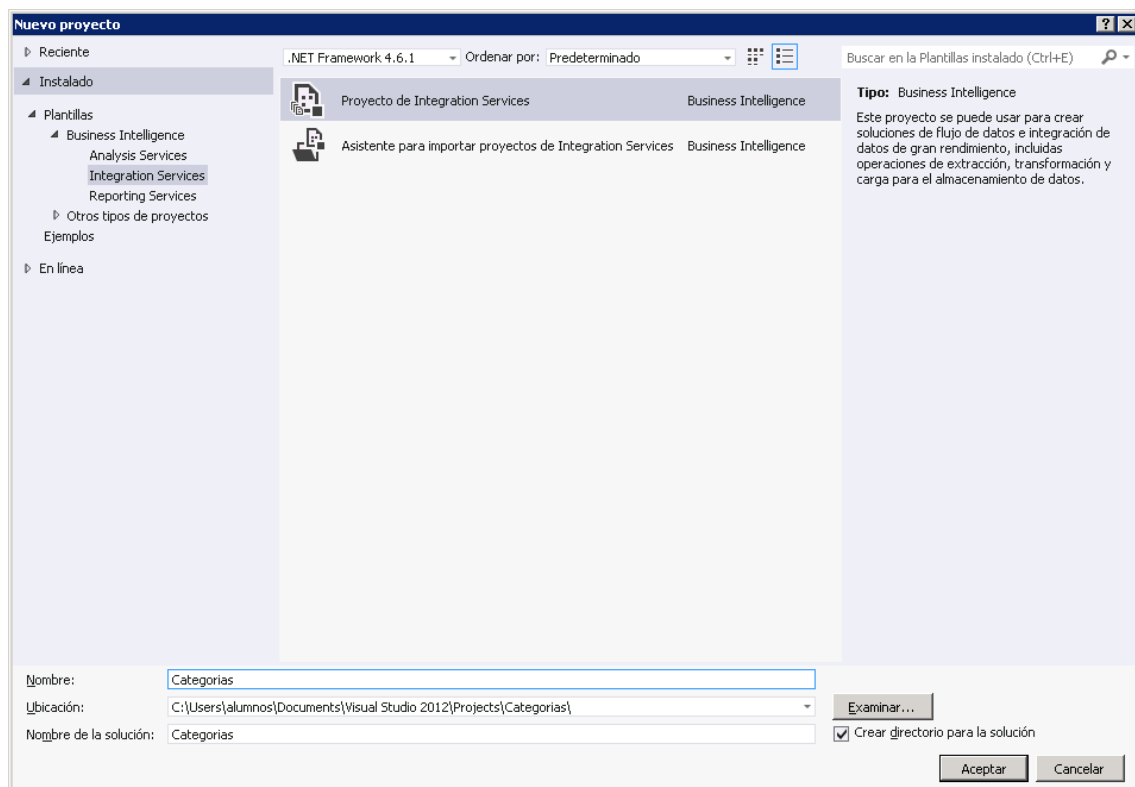 Nuevo proyecto
Reciente
Instalado
Plantillas
Business Intelligence
Analysis Services
Integration Services
Reporting Services
Otros tipos de proyectos
Ejemplos
En línea
.NET Framework 4.6.1 Ordenar por: Predeterminado
Proyecto de Integration Services Business Intelligence
Asistente para importar proyectos de Integration Services Business Intelligence
Buscar en la Plantillas instalado (Ctrl+E)
Tipo: Business Intelligence
Este proyecto se puede usar para crear
soluciones de flujo de datos e integración de
datos de gran rendimiento, incluidas
operaciones de extracción, transformación y
carga para el almacenamiento de datos.
Nombre: Categorias
Ubicación: C:\Users\alumnos\Documents\Visual Studio 2012\Projects\Categorias\ Examinar...
Nombre de la solución: Categorias Crear directorio para la solución
Aceptar Cancelar